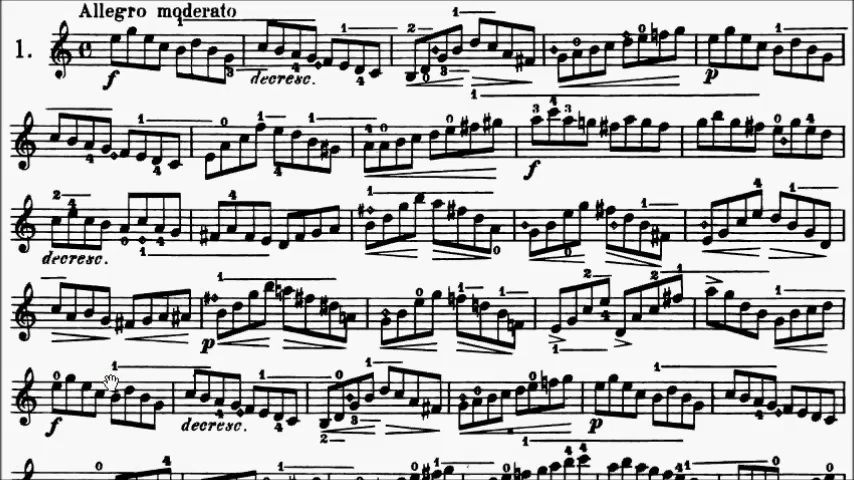 Allegro moderato
1.
f decresc. p
f
decresc.
p
f decresc. p